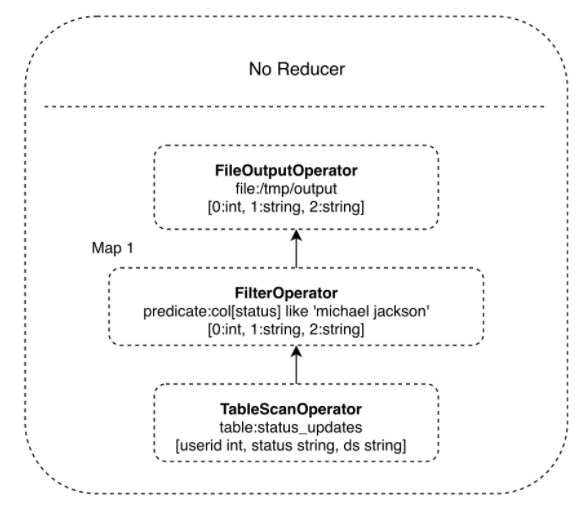 No Reducer
FileOutputOperator
file:/tmp/output
[0:int, 1:string, 2:string]
Map 1
FilterOperator
predicate:col[status] like 'michael jackson'
[0:int, 1:string, 2:string]
TableScanOperator
table:status_updates
[userid int, status string, ds string]